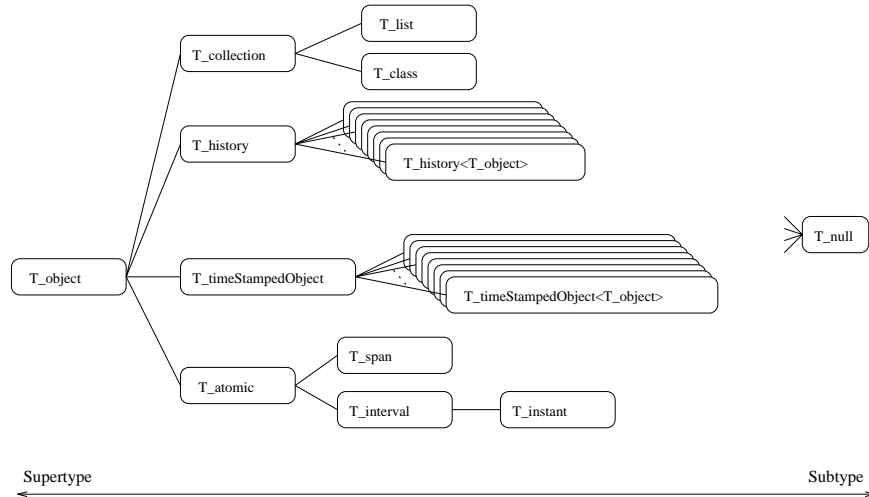 T_list
T_collection
T_class
T_history
T_history<T_object>
T_null
T_object
T_timeStampedObject
T_timeStampedObject<T_object>
T_span
T_atomic
T_interval
T_instant
Supertype
Subtype